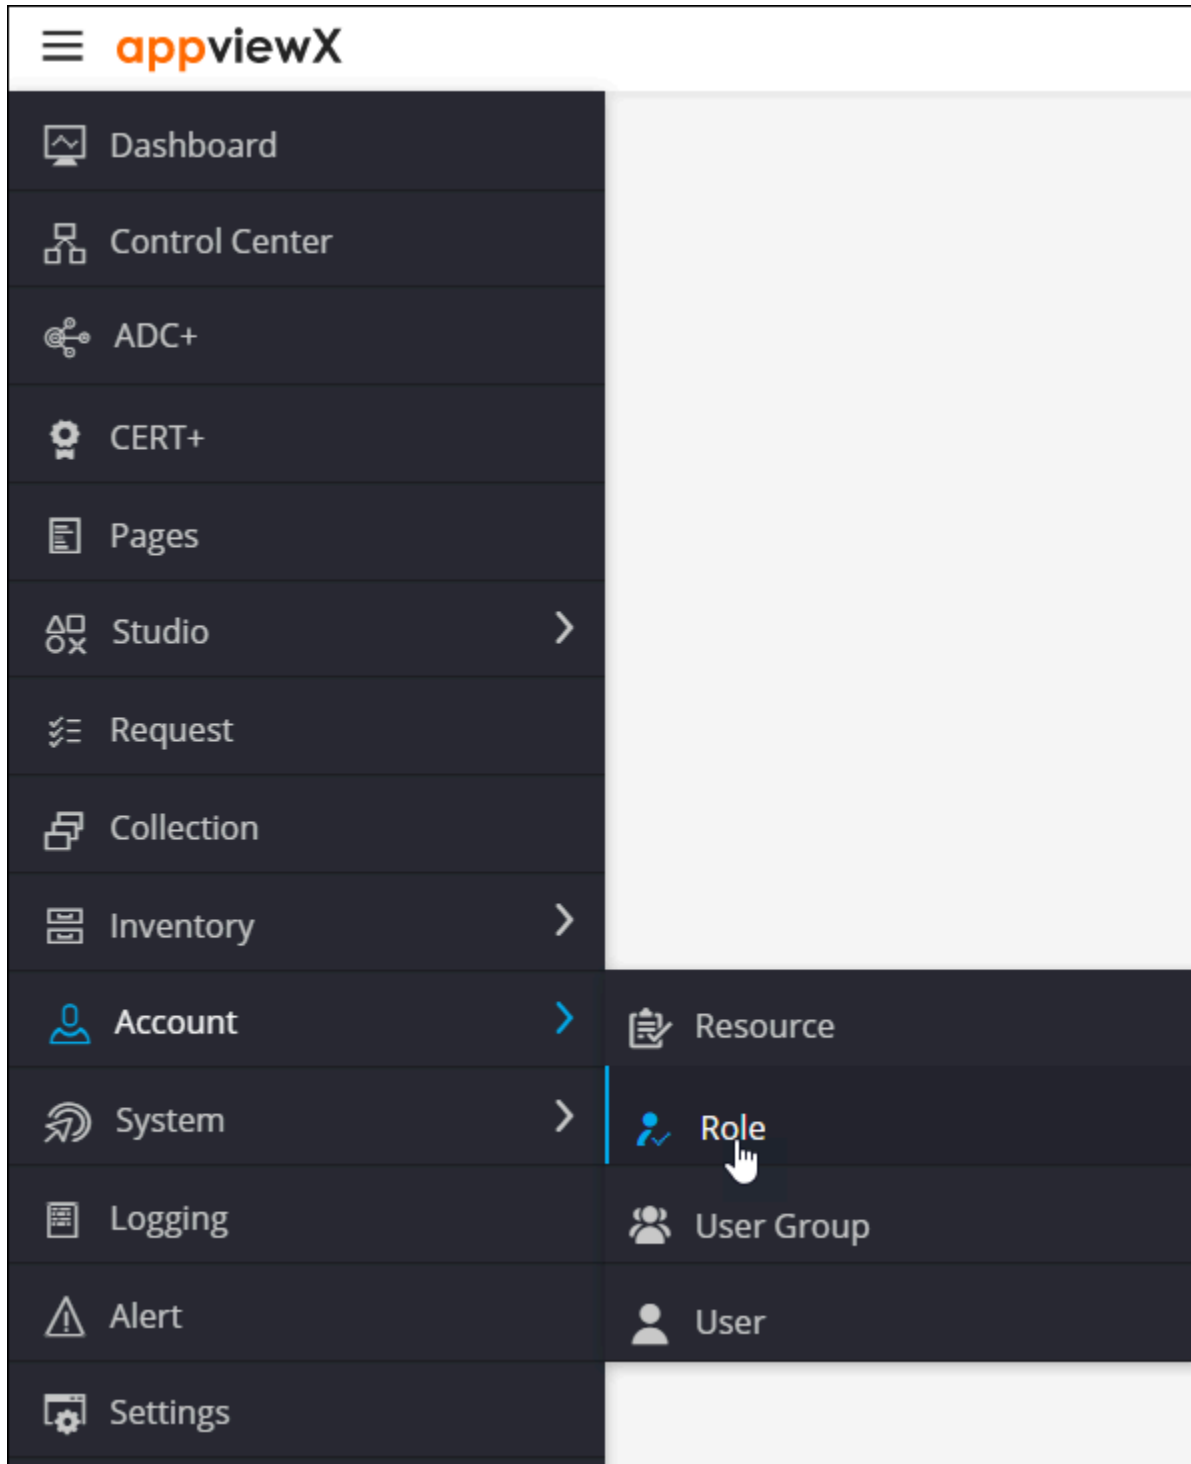 appviewX
Dashboard
Control Center
ADC+
CERT+
Pages
Studio
Request
Collection
Inventory
Account
Resource
Role
System
User Group
Logging
User
Alert
Settings